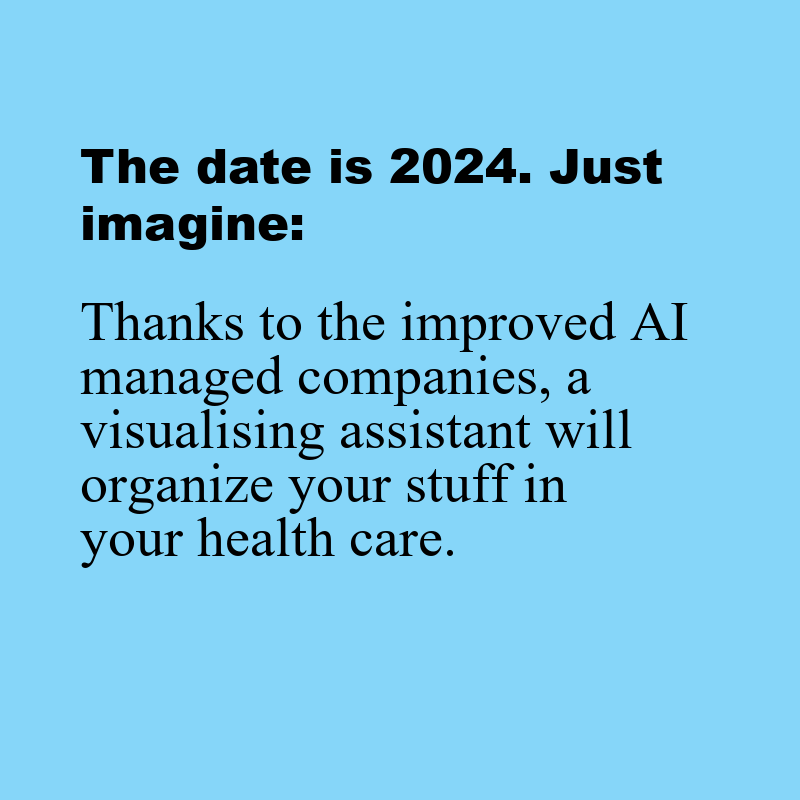 The date is 2024. Just
imagine:
Thanks to the improved AI
managed companies, a
visualising assistant will
organize your stuff in
your health care.